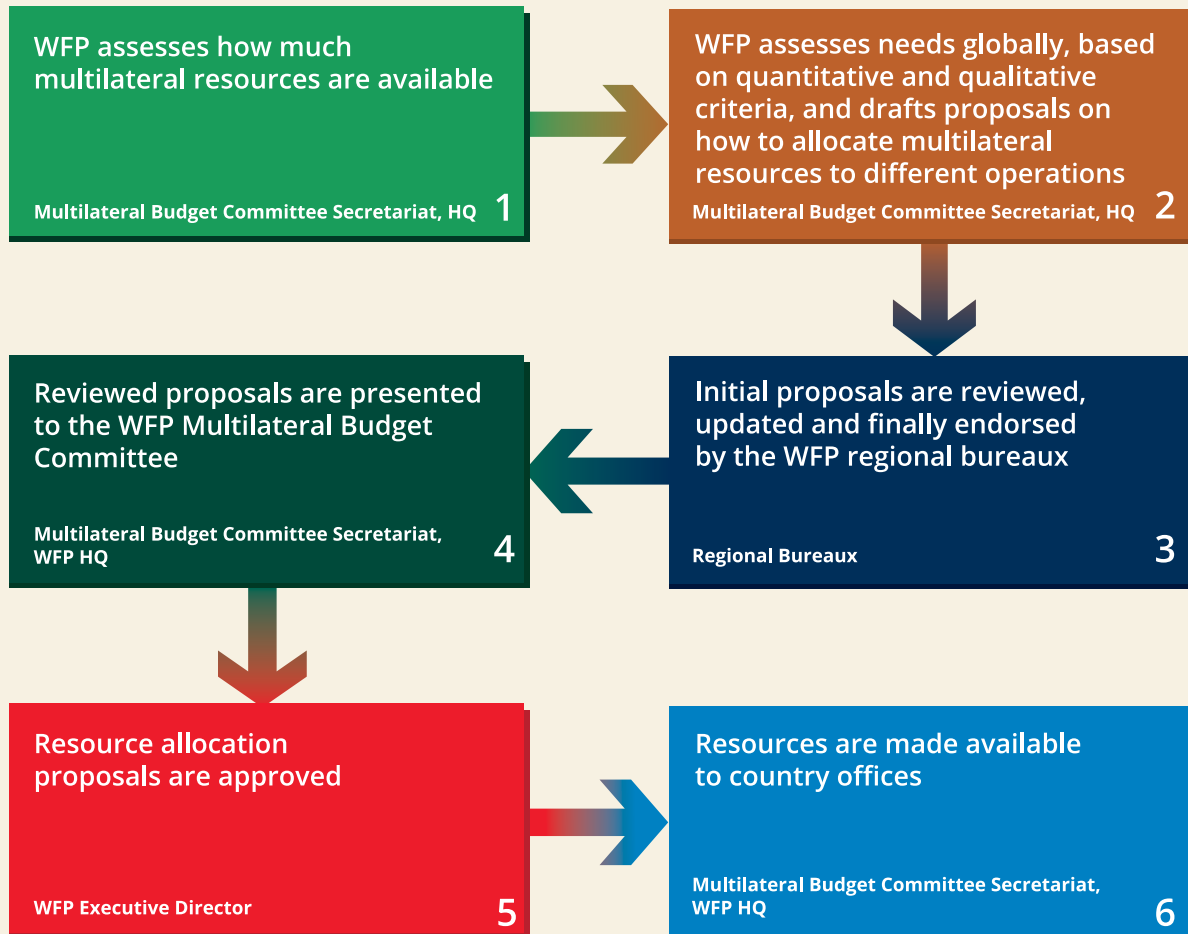 WFP assesses how much
multilateral resources are available
Multilateral Budget Committee Secretariat, HQ 1
WFP assesses needs globally, based
on quantitative and qualitative
criteria, and drafts proposals on
how to allocate multilateral
resources to different operations
Multilateral Budget Committee Secretariat, HQ 2
Initial proposals are reviewed,
updated and finally endorsed
by the WFP regional bureaux
Regional Bureaux 3
Reviewed proposals are presented
to the WFP Multilateral Budget
Committee
Multilateral Budget Committee Secretariat,
WFP HQ 4
Resource allocation
proposals are approved
WFP Executive Director 5
Resources are made available
to country offices
Multilateral Budget Committee Secretariat,
WFP HQ 6